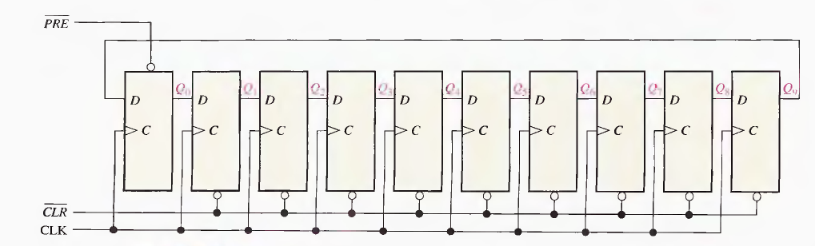 PRE
Q0 Q1 Q2 Q3 Q4 Q5 Q6 Q7 Q8 Q9
D D D D D D D D D D
C C C C C C C C C C
CLR
CLK